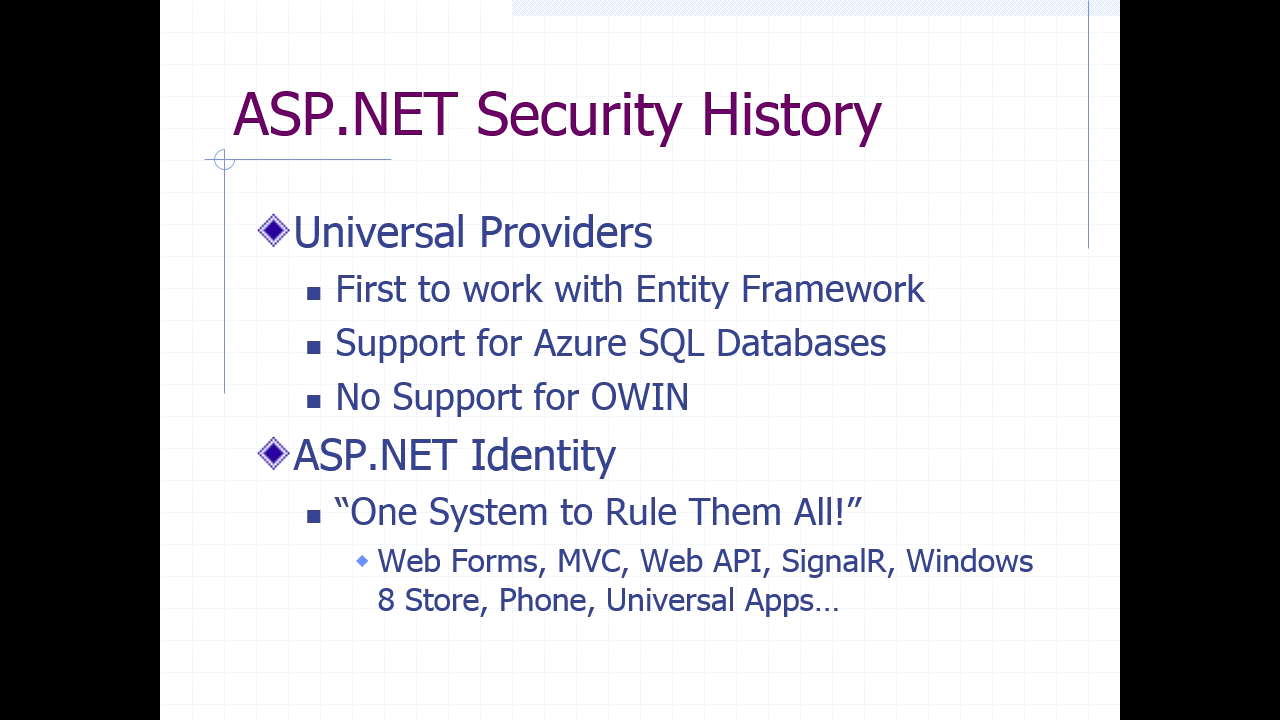 ASP.NET Security History
Universal Providers
First to work with Entity Framework
Support for Azure SQL Databases
No Support for OWIN
ASP.NET Identity
“One System to Rule Them All!”
Web Forms, MVC, Web API, SignalR, Windows
8 Store, Phone, Universal Apps…